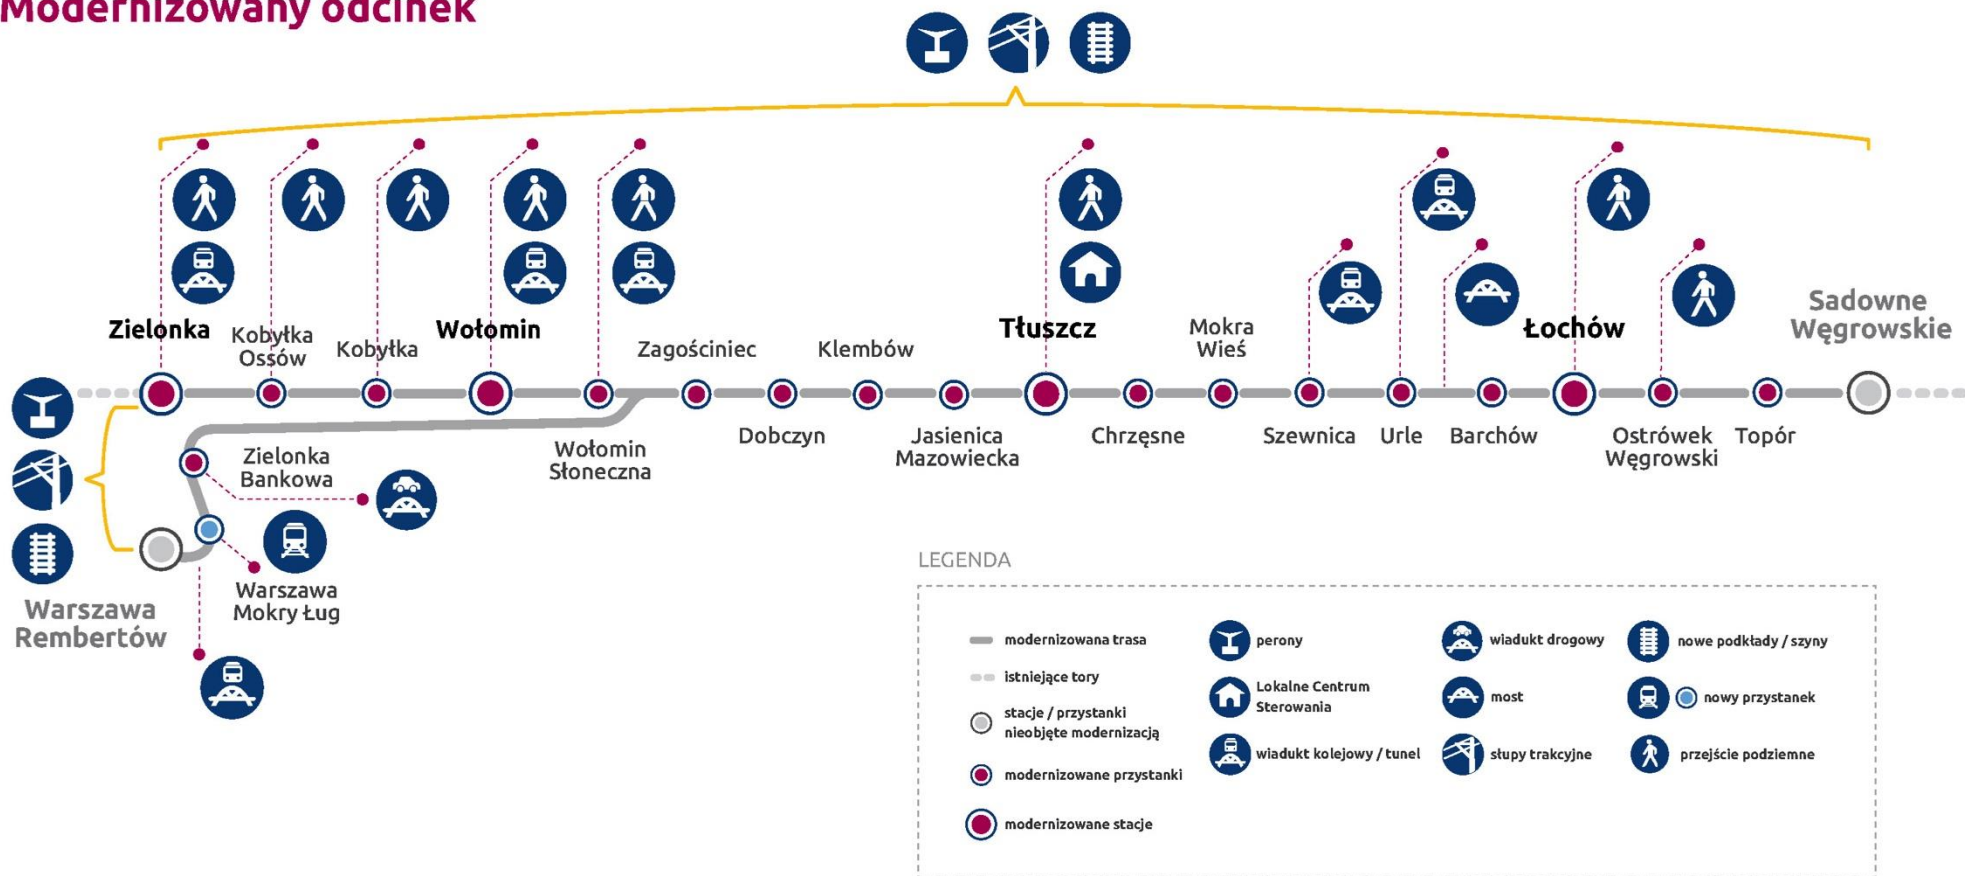 Modernizowany odcinek
Zielonka
Kobyłka
Ossów
Kobyłka
Wołomin
Wołomin
Słoneczna
Zagościniec
Dobczyn
Klembów
Jasienica
Mazowiecka
Tłuszcz
Chrzęsne
Mokra
Wieś
Szewnica
Urle
Barchów
Łochów
Ostrówek
Węgrowski
Topór
Sadowne
Węgrowskie
Zielonka
Bankowa
Warszawa
Mokry Ług
Warszawa
Rembertów
LEGENDA
modernizowana trasa
istniejące tory
stacje / przystanki
nieobjęte modernizacją
modernizowane przystanki
modernizowane stacje
perony
Lokalne Centrum
Sterowania
wiadukt kolejowy / tunel
wiadukt drogowy
most
słupy trakcyjne
nowe podkłady / szyny
nowy przystanek
przejście podziemne